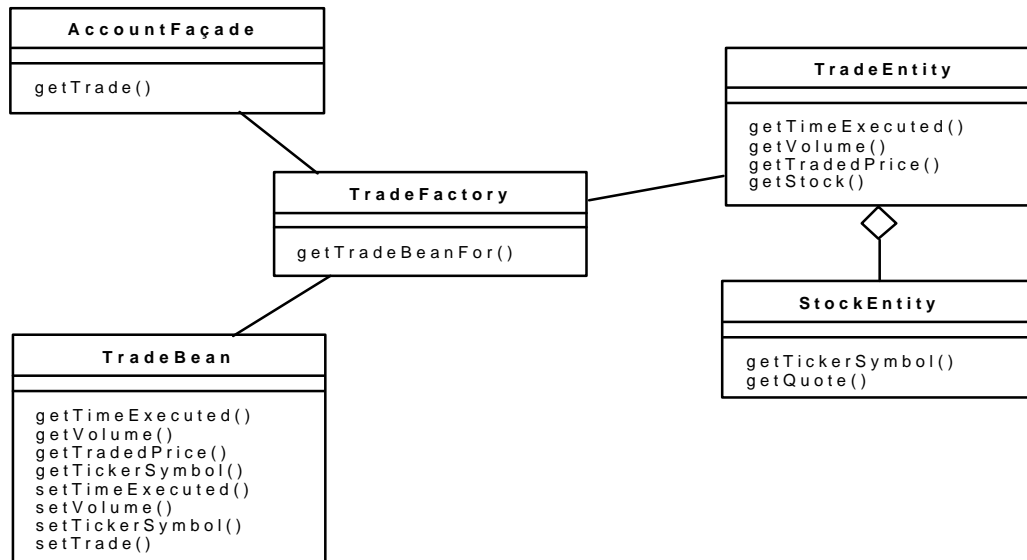 AccountFaçade
getTrade()
TradeEntity
getTimeExecuted()
getVolume()
getTradedPrice()
getStock()
TradeFactory
getTradeBeanFor()
StockEntity
getTickerSymbol()
getQuote()
TradeBean
getTimeExecuted()
getVolume()
getTradedPrice()
getTickerSymbol()
setTimeExecuted()
setVolume()
setTickerSymbol()
setTrade()